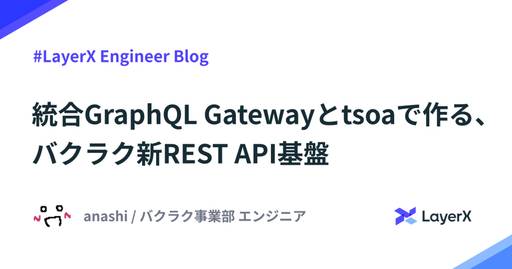 #LayerX Engineer Blog
統合GraphQL Gatewayとtsoaで作る、
バクラク新REST API基盤
anashi / バクラク事業部 エンジニア
LayerX